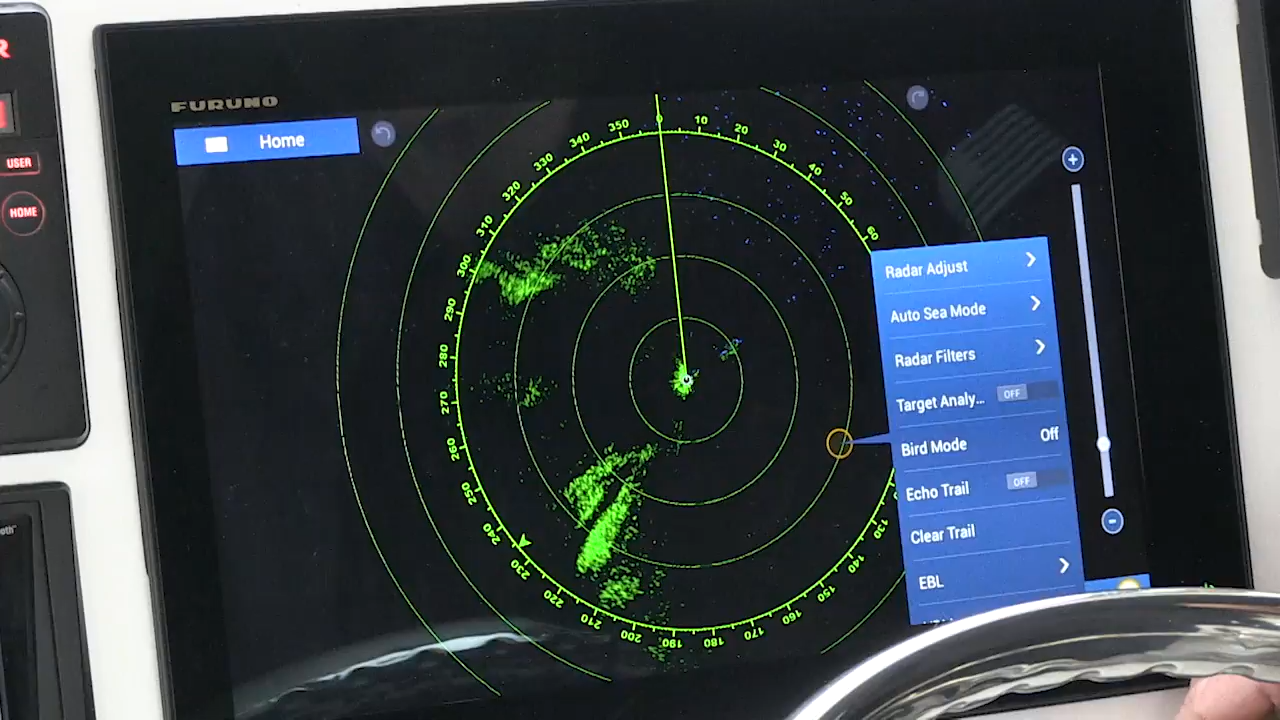 R
FURUNO
USER
HOME
Home
0
10
20
30
40
50
60
130
140
150
160
170
180
190
200
210
220
230
240
250
260
270
280
290
300
310
320
330
340
350
Radar Adjust
Auto Sea Mode
Radar Filters
Target Analy... OFF
Bird Mode Off
Echo Trail OFF
Clear Trail
EBL